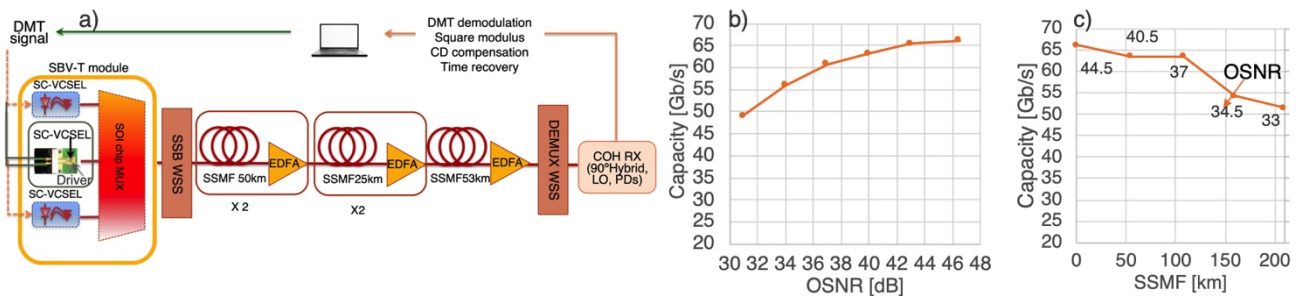 a)
DMT
signal
SBV-T module
SC-VCSEL
SC-VCSEL
Driver
SC-VCSEL
SOI chip MUX
SSB WSS
SSMF 50km
EDFA
X 2
SSMF25km
EDFA
X2
SSMF53km
EDFA
DEMUX WSS
COH RX
(90°Hybrid,
LO, PDs)
DMT demodulation
Square modulus
CD compensation
Time recovery
b)
Capacity [Gb/s]
70
65
60
55
50
45
40
35
30
25
20
30 32 34 36 38 40 42 44 46 48
OSNR [dB]
c)
Capacity [Gb/s]
70
65
60
55
50
45
40
35
30
25
20
44.5
40.5
37
OSNR
34.5
33
0 50 100 150 200
SSMF [km]